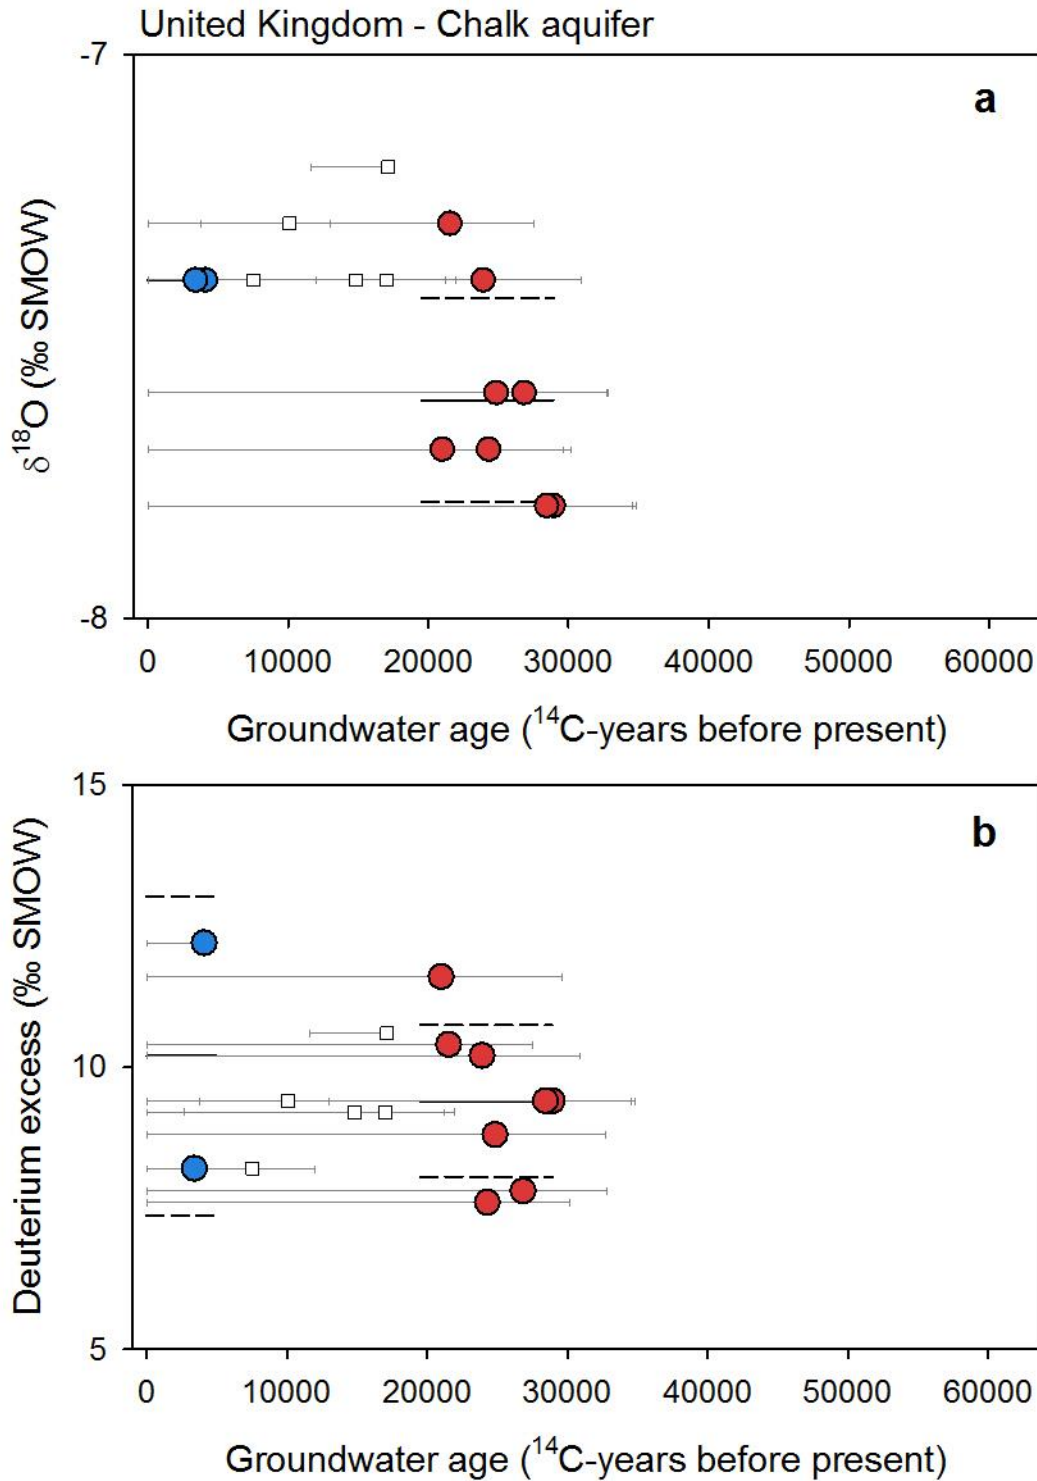 United Kingdom - Chalk aquifer
-7
a
δ18O (‰ SMOW)
-8
0 10000 20000 30000 40000 50000 60000
Groundwater age (14C-years before present)
15
b
Deuterium excess (‰ SMOW)
10
5
0 10000 20000 30000 40000 50000 60000
Groundwater age (14C-years before present)